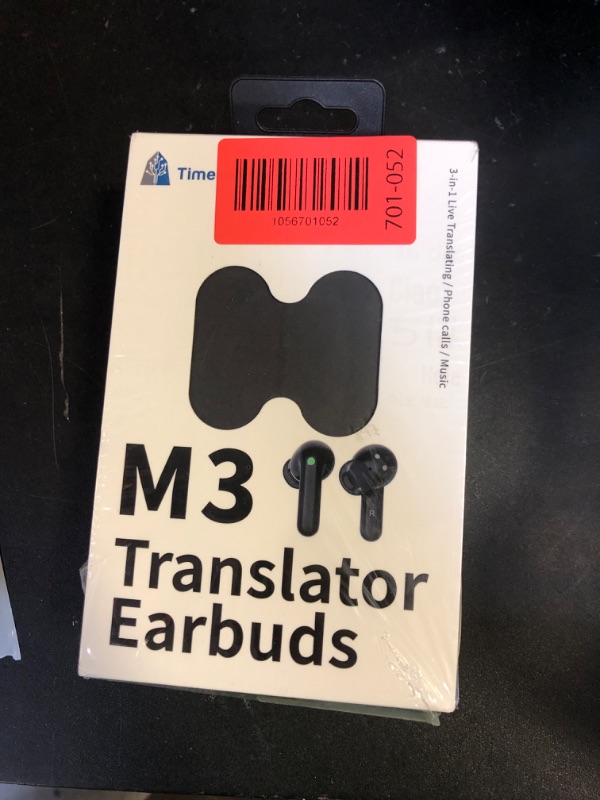 Time
1056701052
701-052
3-in-1 Live Translating / Phone calls / Music
M3
R
Translator
Earbuds